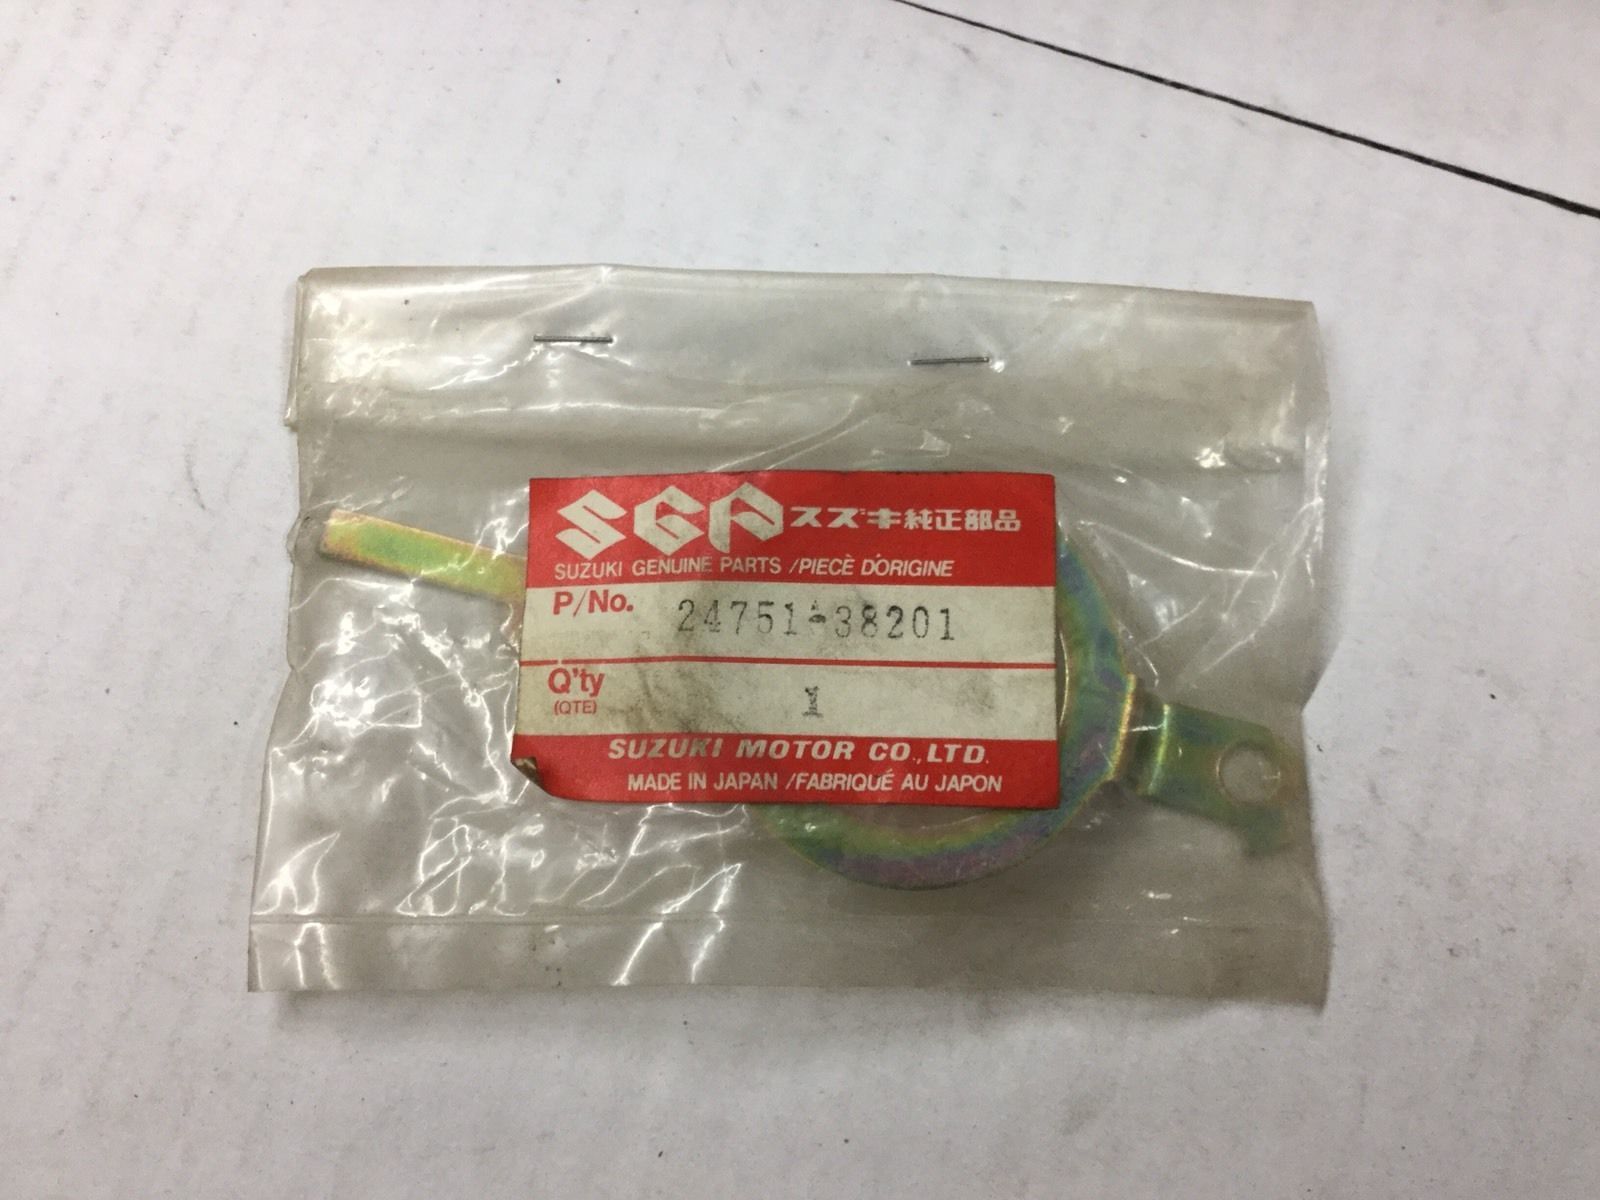 SGP スズキ純正部品
SUZUKI GENUINE PARTS /PIECÈ D'ORIGINE
P/No. 24751-38201
Q'ty 1
(QTE)
SUZUKI MOTOR CO.,LTD.
MADE IN JAPAN /FABRIQUÉ AU JAPON